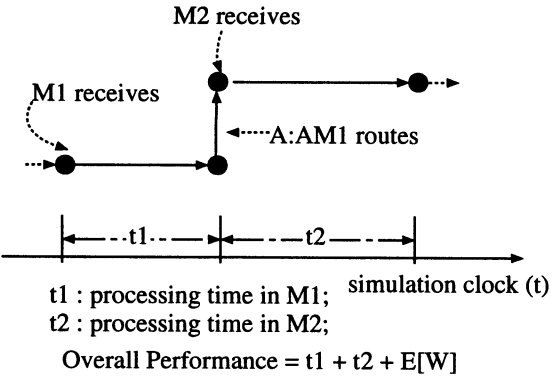 M2 receives
M1 receives
A:AM1 routes
t1
t2
simulation clock (t)
t1 : processing time in M1;
t2 : processing time in M2;
Overall Performance = t1 + t2 + E[W]